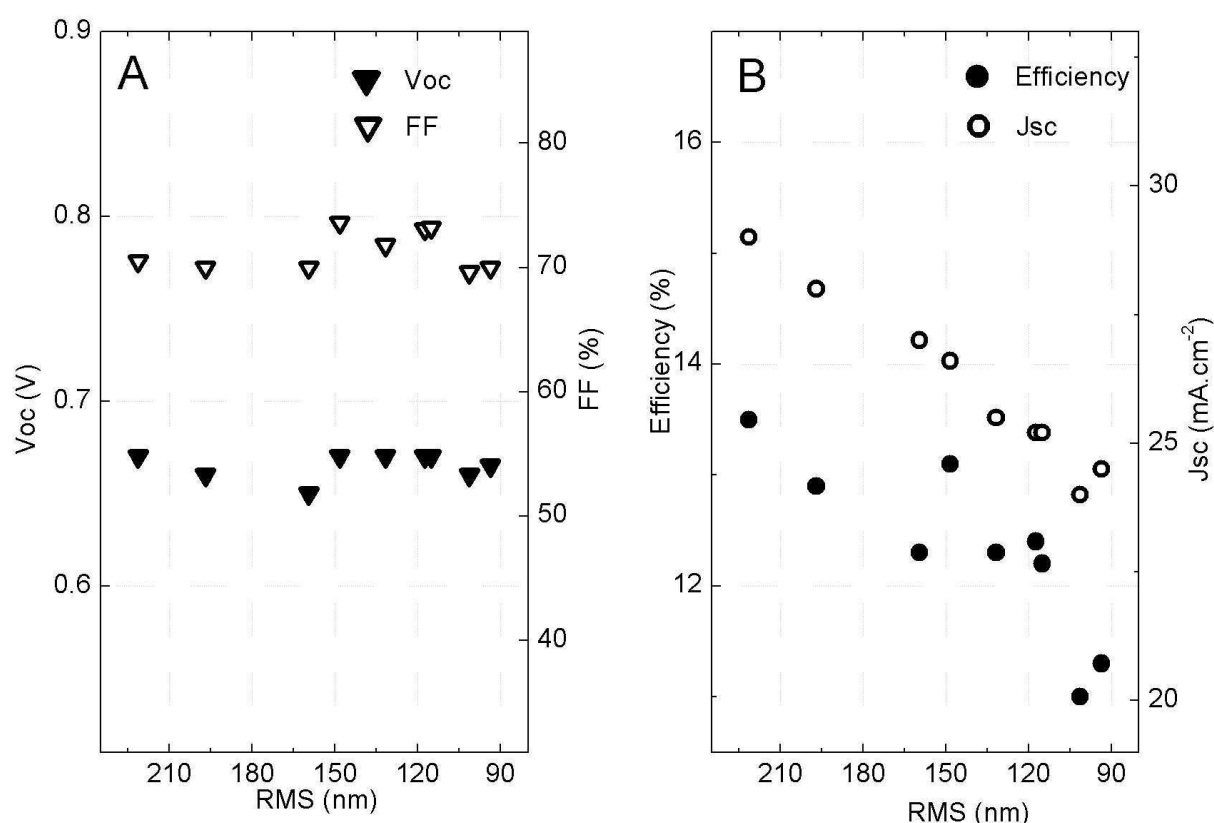 A
Voc
FF
0.9
0.8
0.7
0.6
Voc (V)
80
70
60
50
40
FF (%)
210 180 150 120 90
RMS (nm)
B
Efficiency
Jsc
16
14
12
Efficiency (%)
30
25
20
Jsc (mA.cm-2)
210 180 150 120 90
RMS (nm)